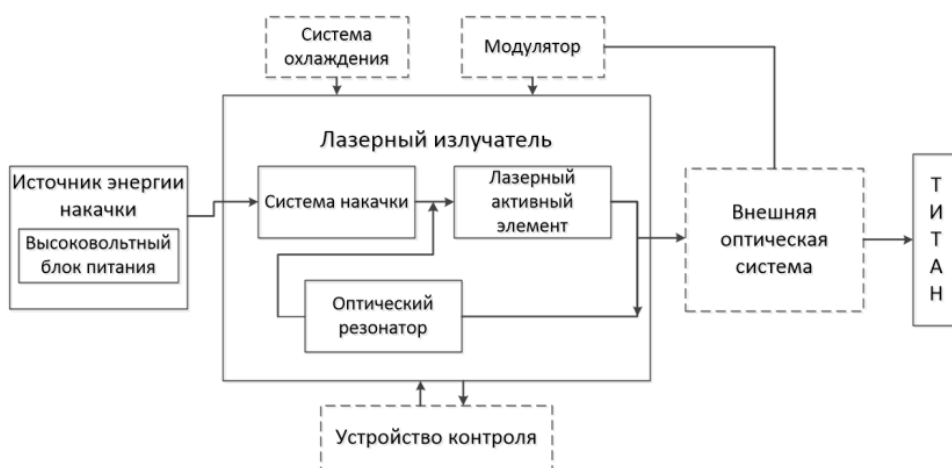 Система
охлаждения
Модулятор
Лазерный излучатель
Источник энергии
накачки
Высоковольтный
блок питания
Система накачки
Лазерный
активный
элемент
Оптический
резонатор
Внешняя
оптическая
система
Т
И
Т
А
Н
Устройство контроля